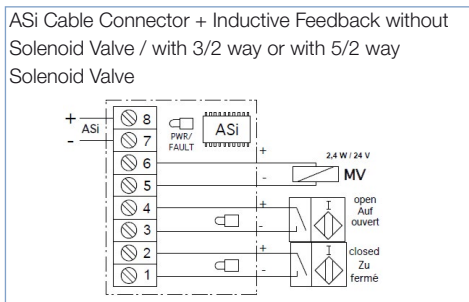 ASi Cable Connector + Inductive Feedback without
Solenoid Valve / with 3/2 way or with 5/2 way
Solenoid Valve
+
ASi
-
8
7
6
5
4
3
2
1
PWR/
FAULT
ASi
+
-
2,4 W / 24 V
MV
+
-
I
open
Auf
ouvert
+
-
I
closed
Zu
fermé